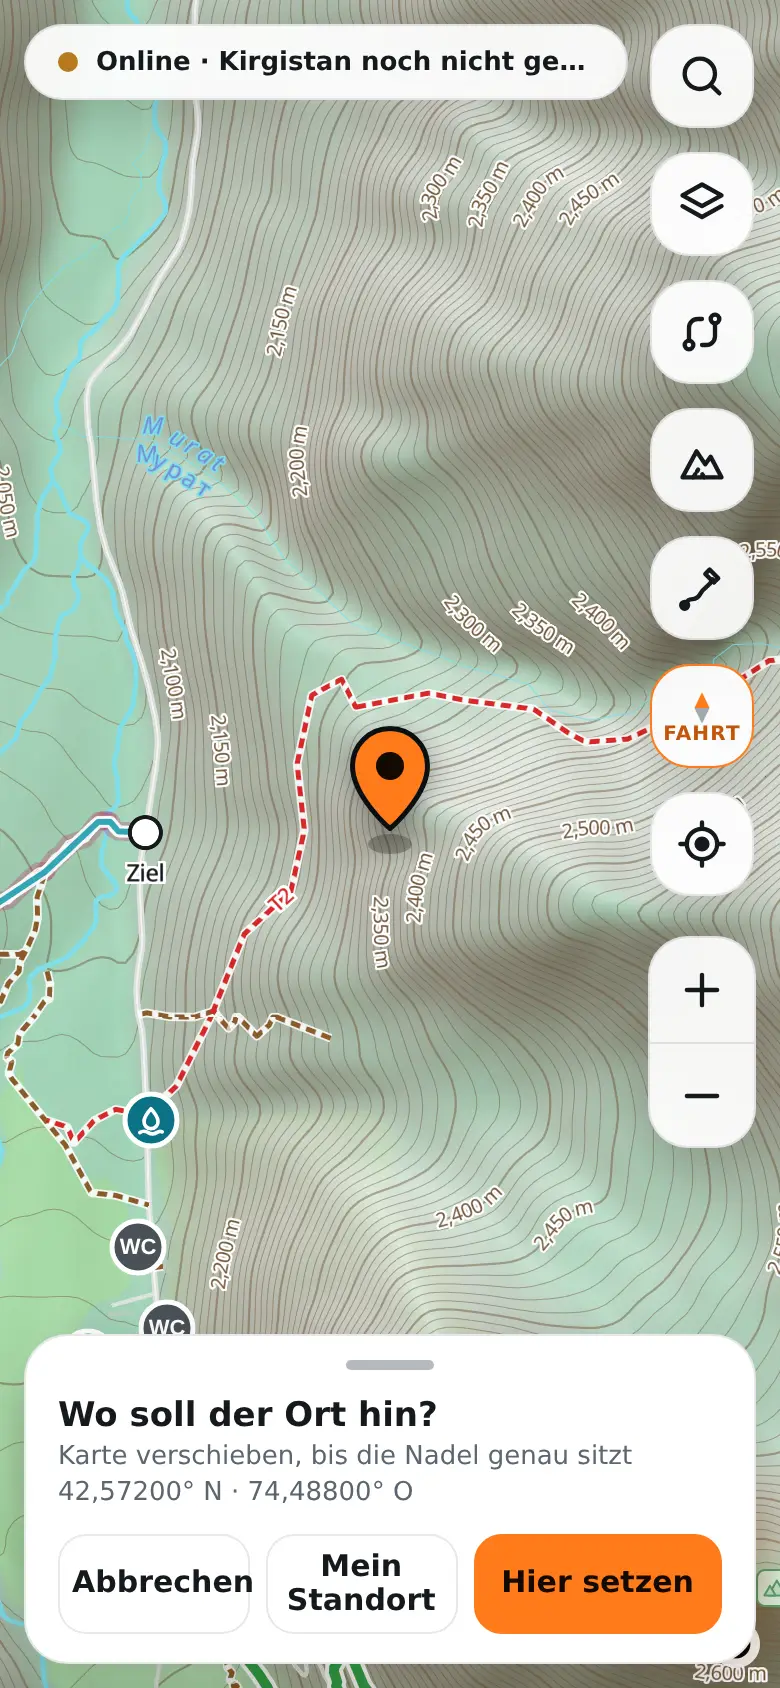 Online · Kirgistan noch nicht ge…
2,300 m
2,350 m
2,400 m
2,450 m
2,150 m
Murat
Мурат
2,200 m
2,050 m
2,300 m
2,350 m
2,400 m
2,100 m
2,150 m
FAHRT
2,450 m
2,500 m
Ziel
2,400 m
T2
2,350 m
2,400 m
2,450 m
2,200 m
WC
WC
Wo soll der Ort hin?
Karte verschieben, bis die Nadel genau sitzt
42,57200° N · 74,48800° O
Abbrechen
Mein
Standort
Hier setzen
2,600 m